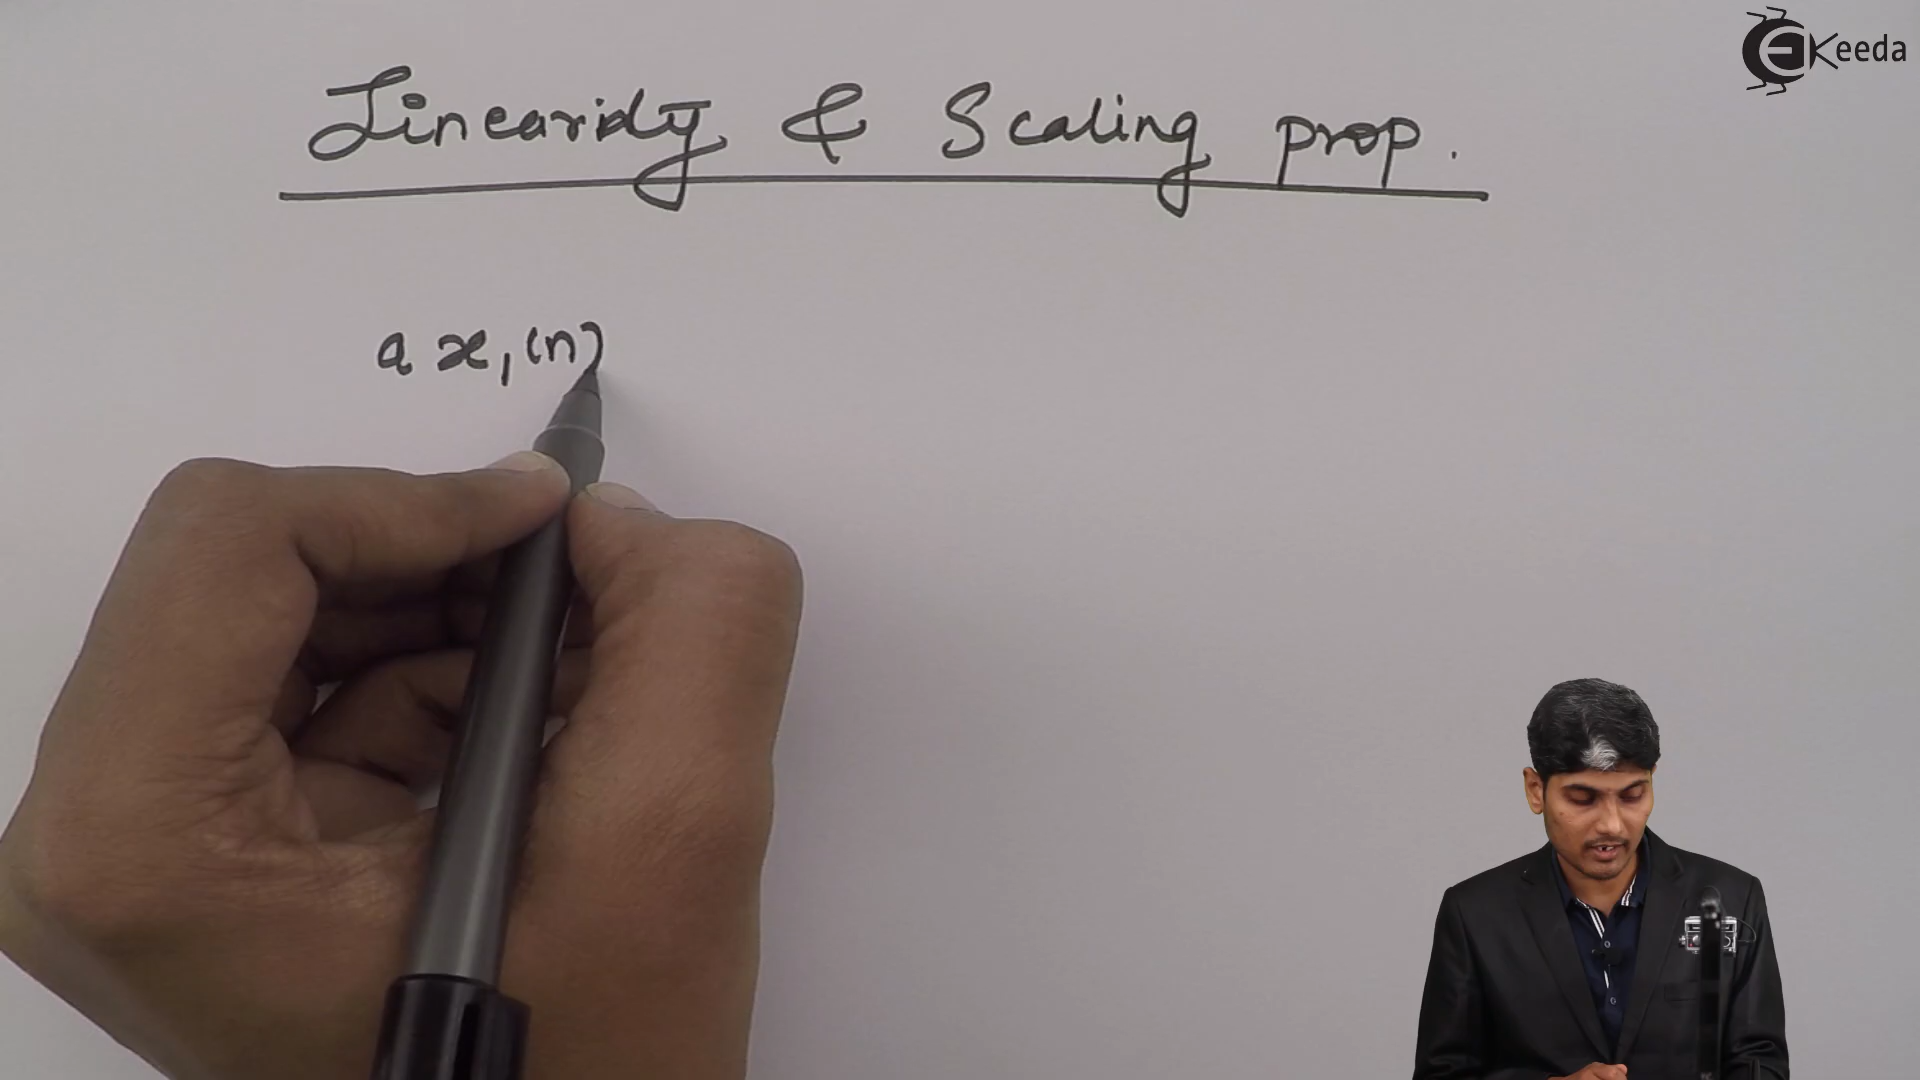 EKeeda
Linearity & Scaling prop.
a x₁(n)